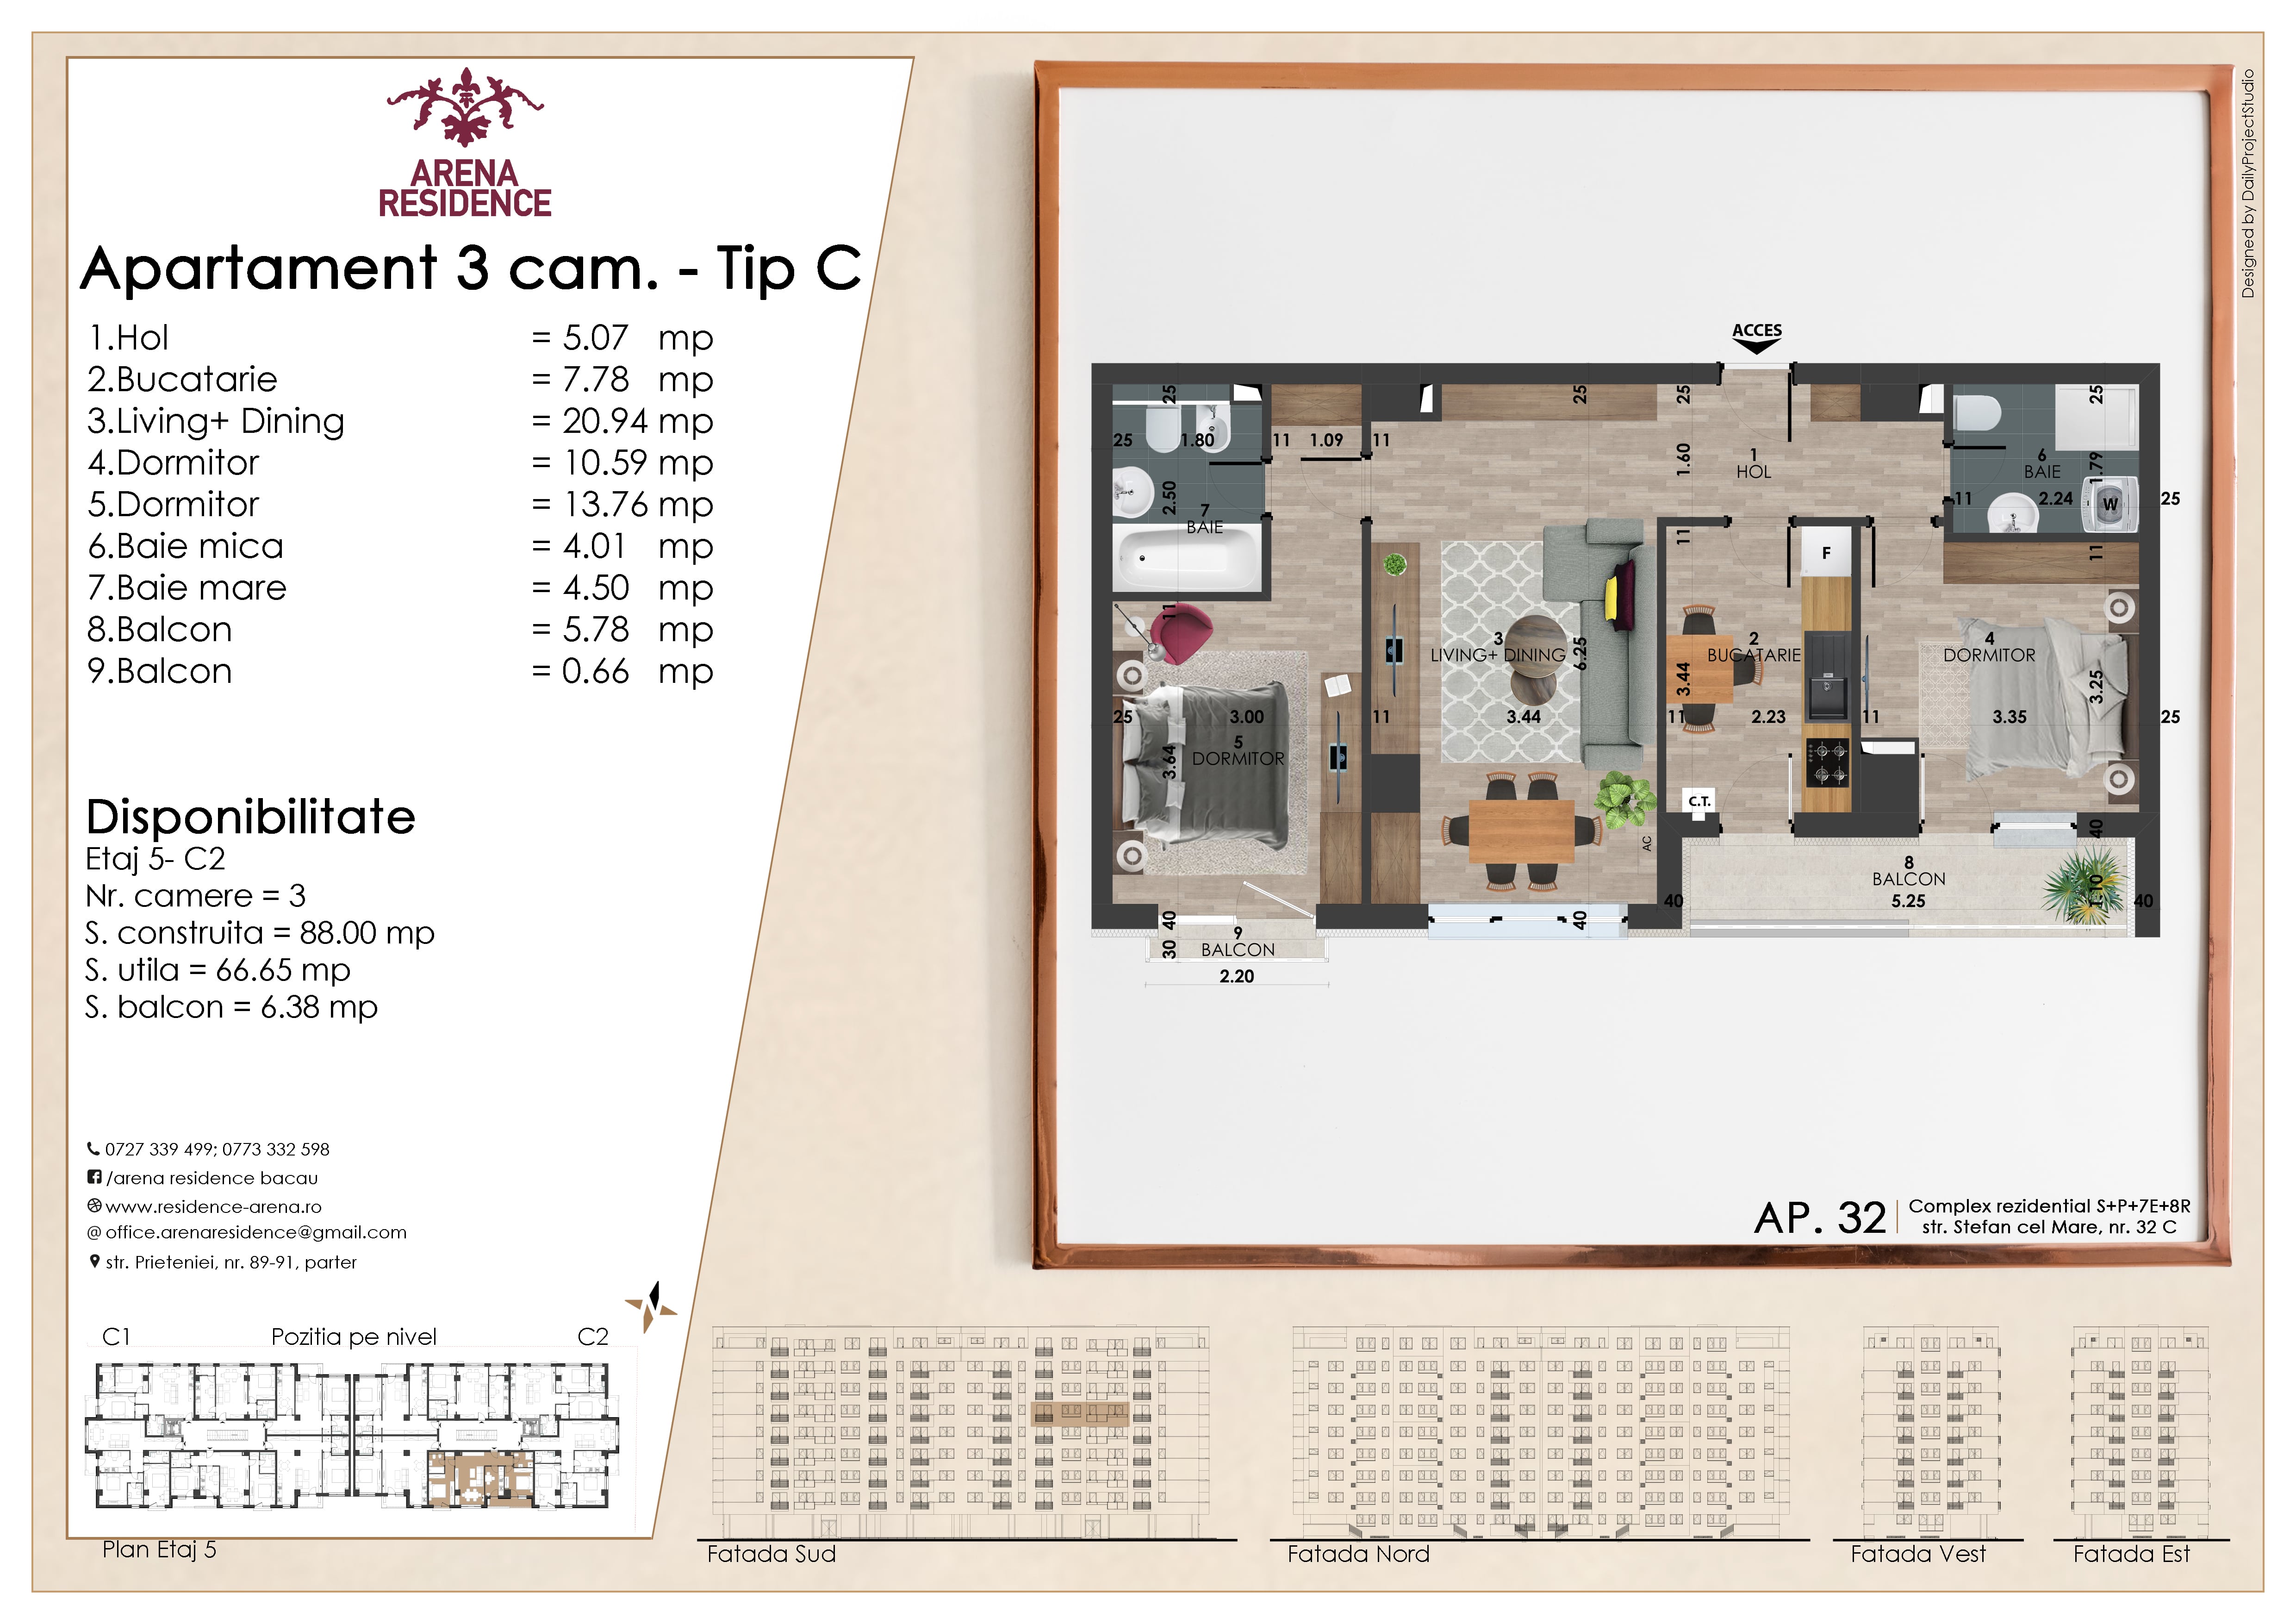 ARENA
RESIDENCE
Apartament 3 cam. - Tip C
1.Hol = 5.07 mp
2.Bucatarie = 7.78 mp
3.Living+ Dining = 20.94 mp
4.Dormitor = 10.59 mp
5.Dormitor = 13.76 mp
6.Baie mica = 4.01 mp
7.Baie mare = 4.50 mp
8.Balcon = 5.78 mp
9.Balcon = 0.66 mp
Disponibilitate
Etaj 5- C2
Nr. camere = 3
S. construita = 88.00 mp
S. utila = 66.65 mp
S. balcon = 6.38 mp
0727 339 499; 0773 332 598
/arena residence bacau
www.residence-arena.ro
@ office.arenaresidence@gmail.com
str. Prieteniei, nr. 89-91, parter
C1 Pozitia pe nivel C2
Plan Etaj 5
Designed by DailyProjectStudio
ACCES
25 25 25 25
25 1.80 11 1.09 11
1.60
1
HOL
6
BAIE
1.79
2.50
7
BAIE
11 2.24 W 25
11 F 11
11
3
LIVING+ DINING
6.25
2
BUCATARIE
4
DORMITOR
3.44
3.25
25 3.00 11 3.44 11 2.23 11 3.35 25
5
DORMITOR
3.64
C.T.
AC
40
8
BALCON
1.10
40 5.25 40
40
40
9
BALCON
30
2.20
AP. 32
Complex rezidential S+P+7E+8R
str. Stefan cel Mare, nr. 32 C
Fatada Sud
Fatada Nord
Fatada Vest
Fatada Est